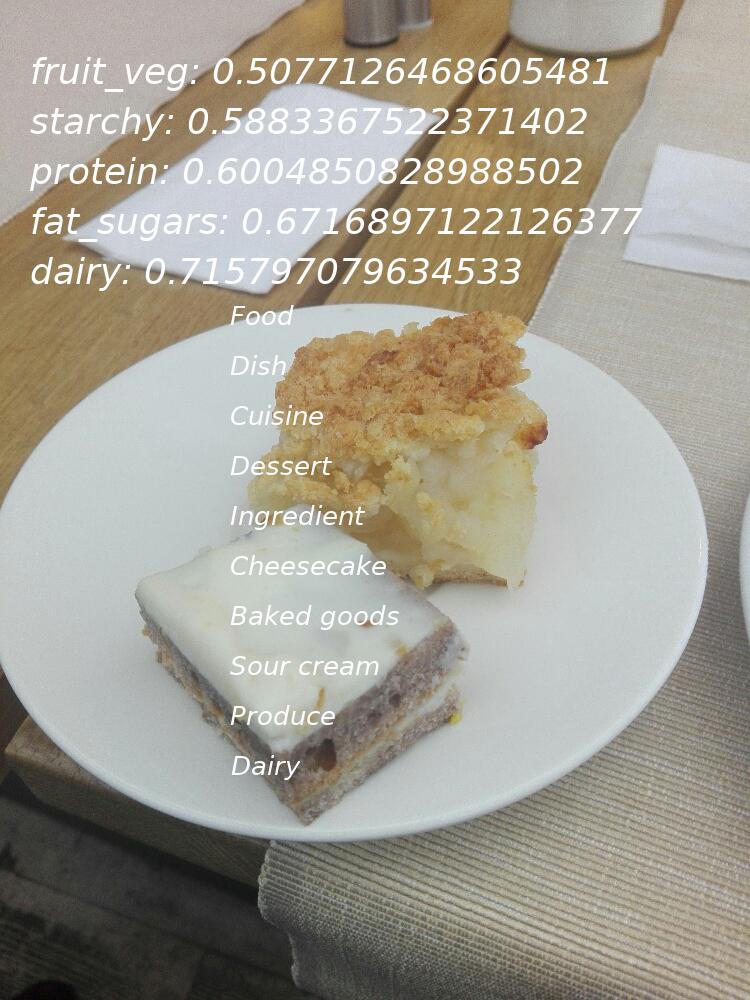 fruit_veg: 0.5077126468605481
starchy: 0.5883367522371402
protein: 0.6004850828988502
fat_sugars: 0.6716897122126377
dairy: 0.715797079634533
Food
Dish
Cuisine
Dessert
Ingredient
Cheesecake
Baked goods
Sour cream
Produce
Dairy